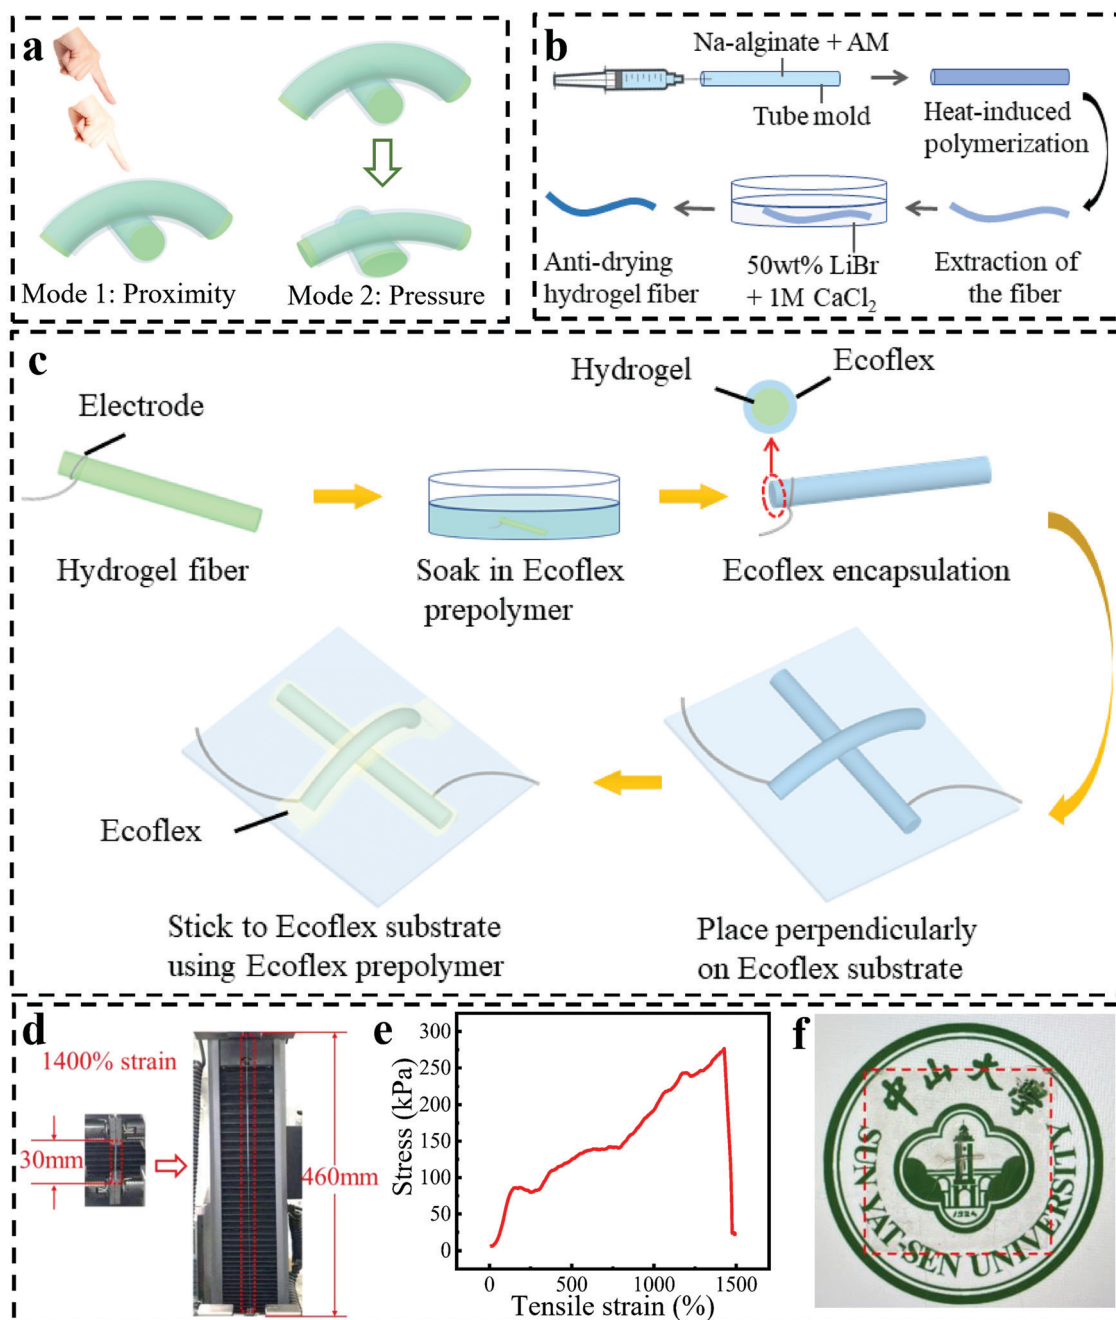 a
Mode 1: Proximity
Mode 2: Pressure
b
Na-alginate + AM
Tube mold
Heat-induced
polymerization
Extraction of
the fiber
50wt% LiBr
+ 1M CaCl₂
Anti-drying
hydrogel fiber
c
Electrode
Hydrogel fiber
Soak in Ecoflex
prepolymer
Hydrogel
Ecoflex
Ecoflex encapsulation
Place perpendicularly
on Ecoflex substrate
Ecoflex
Stick to Ecoflex substrate
using Ecoflex prepolymer
d
1400% strain
30mm
460mm
e
Stress (kPa)
300
250
200
150
100
50
0
0
500
1000
1500
Tensile strain (%)
f
中山大學
1924
SUN YAT-SEN UNIVERSITY